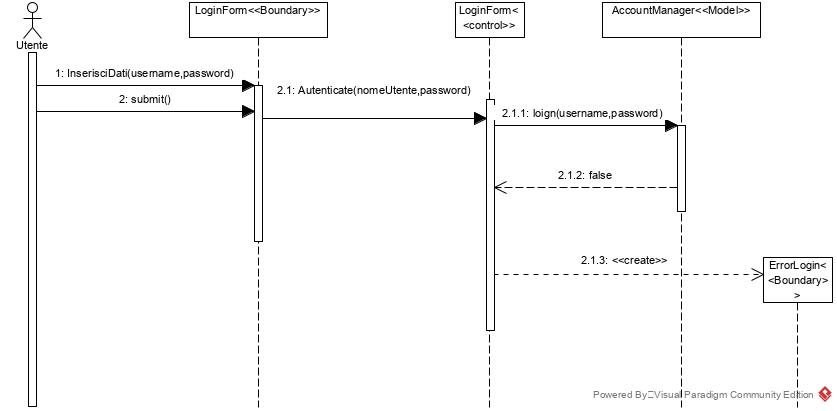 LoginForm<<Boundary>>
LoginForm<
<control>>
AccountManager<<Model>>
Utente
1: InserisciDati(username,password)
2: submit()
2.1: Autenticate(nomeUtente,password)
2.1.1: loign(username,password)
2.1.2: false
2.1.3: <<create>>
ErrorLogin<
<Boundary>
>
Powered By Visual Paradigm Community Edition